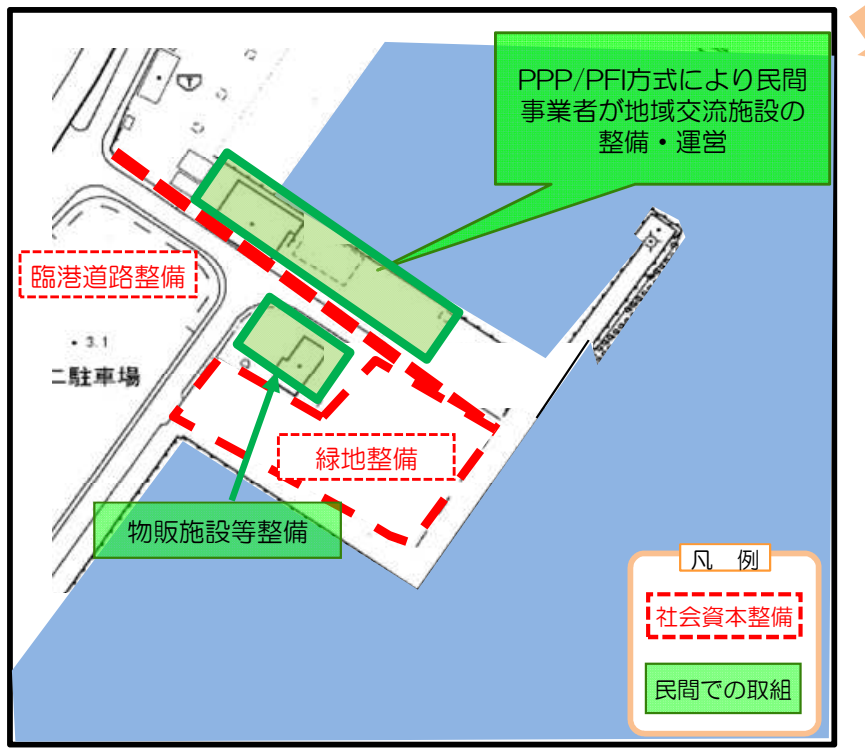 PPP/PFI方式により民間
事業者が地域交流施設の
整備・運営
臨港道路整備
・3.1
二駐車場
緑地整備
物販施設等整備
凡 例
社会資本整備
民間での取組